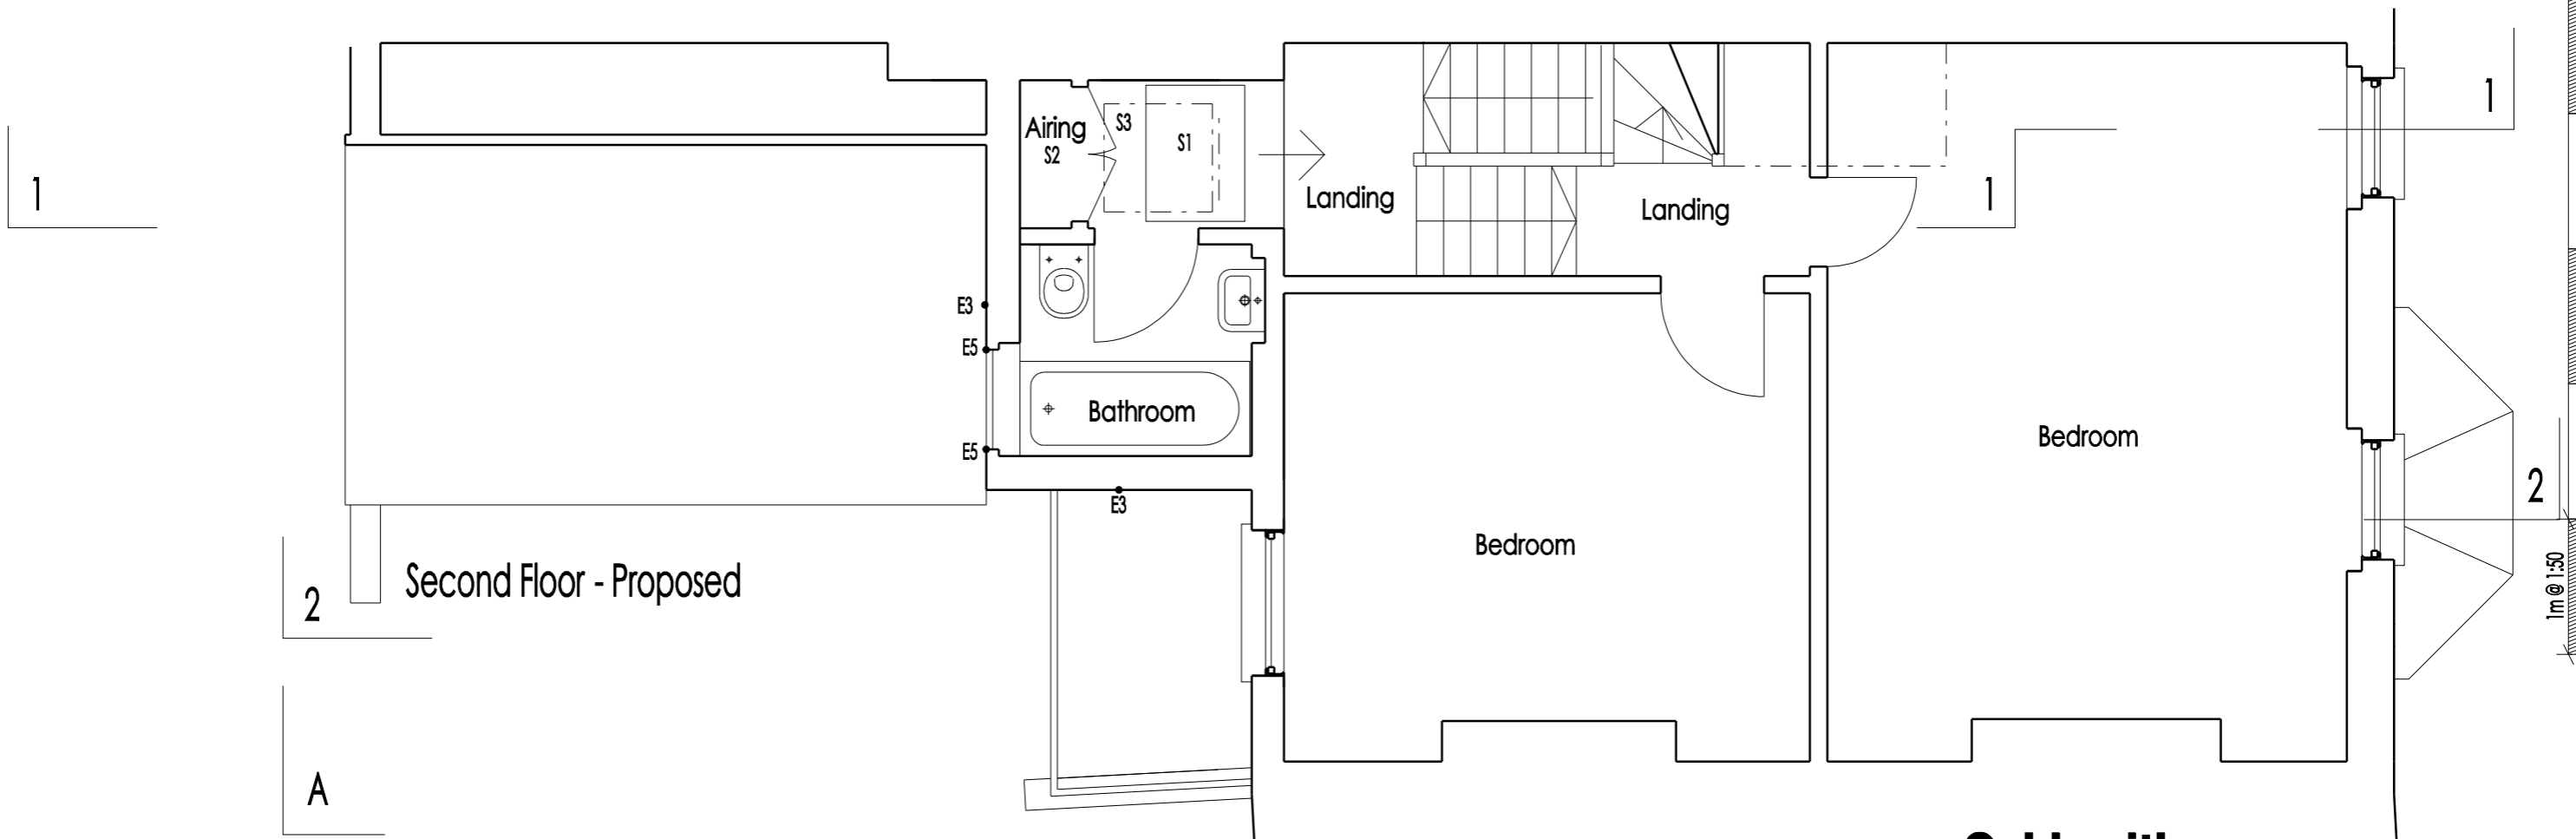 1
1
1
Airing
S2
S3
S1
Landing
Landing
E3
E5
Bathroom
E5
E3
Bedroom
Bedroom
2
1m @ 1:50
Second Floor - Proposed
2
A